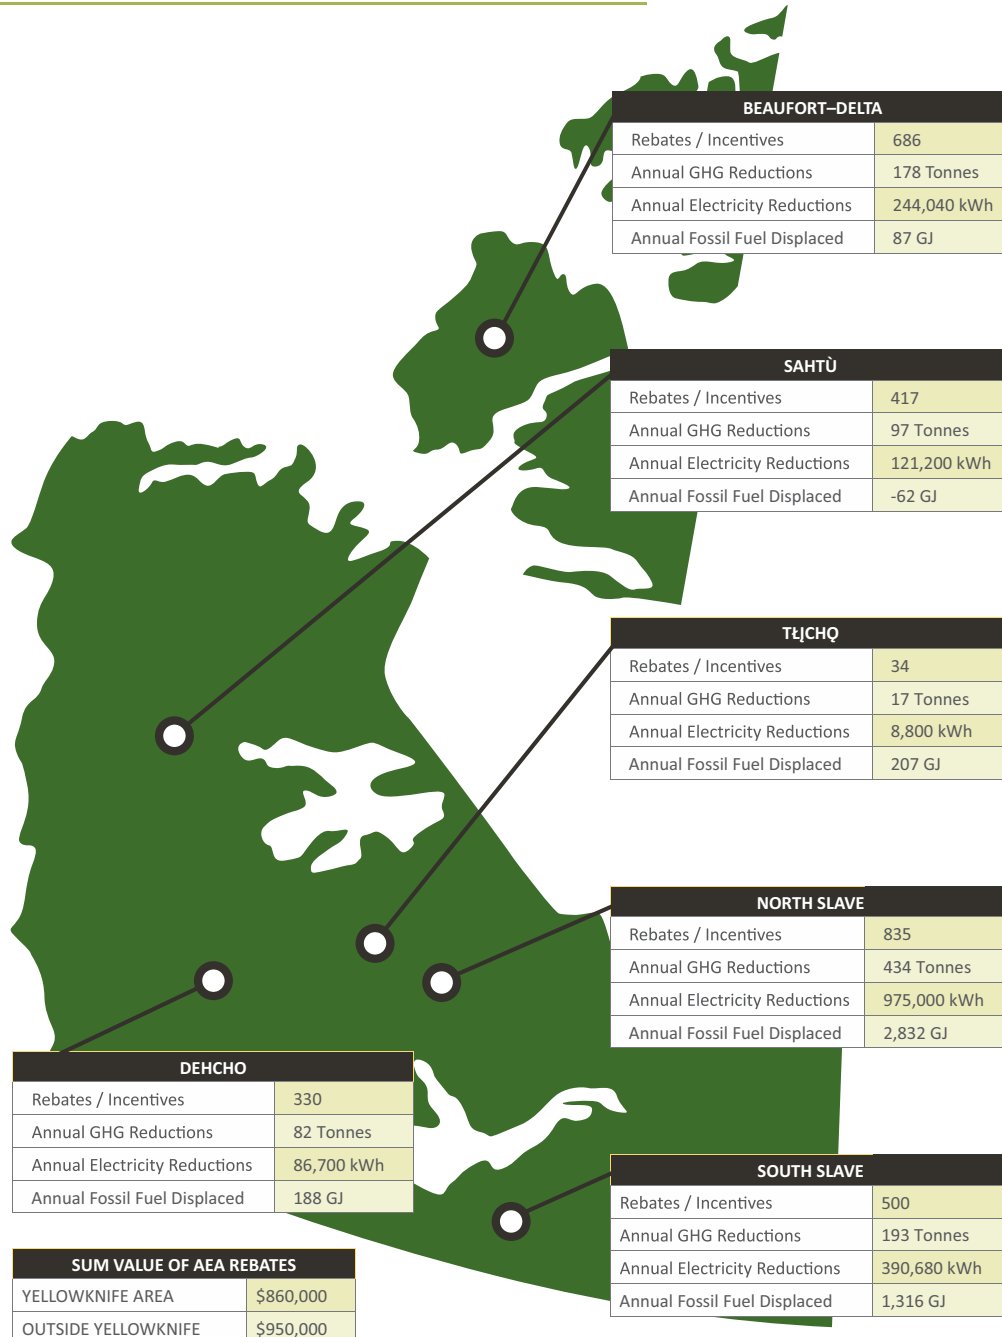 BEAUFORT–DELTA
Rebates / Incentives 686
Annual GHG Reductions 178 Tonnes
Annual Electricity Reductions 244,040 kWh
Annual Fossil Fuel Displaced 87 GJ
SAHTÙ
Rebates / Incentives 417
Annual GHG Reductions 97 Tonnes
Annual Electricity Reductions 121,200 kWh
Annual Fossil Fuel Displaced -62 GJ
TŁĮCHǪ
Rebates / Incentives 34
Annual GHG Reductions 17 Tonnes
Annual Electricity Reductions 8,800 kWh
Annual Fossil Fuel Displaced 207 GJ
NORTH SLAVE
Rebates / Incentives 835
Annual GHG Reductions 434 Tonnes
Annual Electricity Reductions 975,000 kWh
Annual Fossil Fuel Displaced 2,832 GJ
DEHCHO
Rebates / Incentives 330
Annual GHG Reductions 82 Tonnes
Annual Electricity Reductions 86,700 kWh
Annual Fossil Fuel Displaced 188 GJ
SOUTH SLAVE
Rebates / Incentives 500
Annual GHG Reductions 193 Tonnes
Annual Electricity Reductions 390,680 kWh
Annual Fossil Fuel Displaced 1,316 GJ
SUM VALUE OF AEA REBATES
YELLOWKNIFE AREA $860,000
OUTSIDE YELLOWKNIFE $950,000